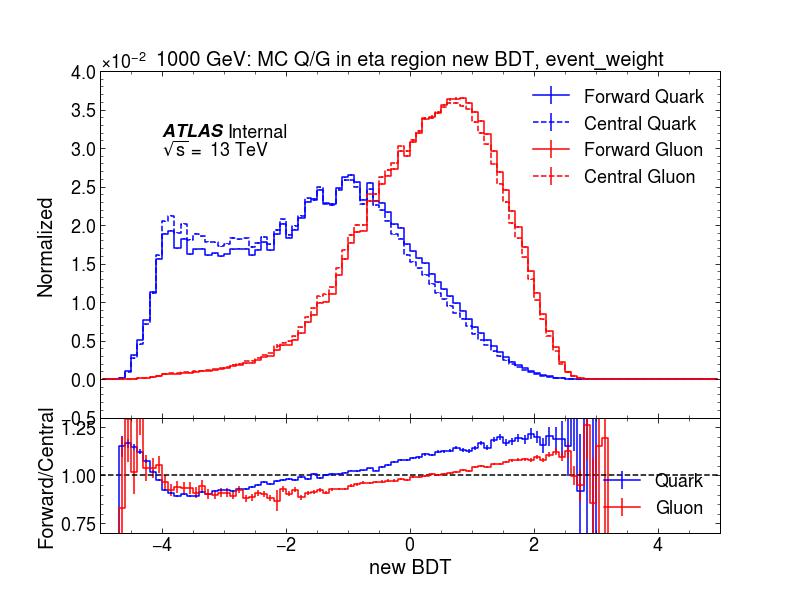 ×10⁻² 1000 GeV: MC Q/G in eta region new BDT, event_weight
4.0
3.5
3.0
2.5
2.0
1.5
1.0
0.5
0.0
0.5
Normalized
ATLAS Internal
√s = 13 TeV
Forward Quark
Central Quark
Forward Gluon
Central Gluon
1.25
1.00
0.75
Forward/Central
Quark
Gluon
−4 −2 0 2 4
new BDT